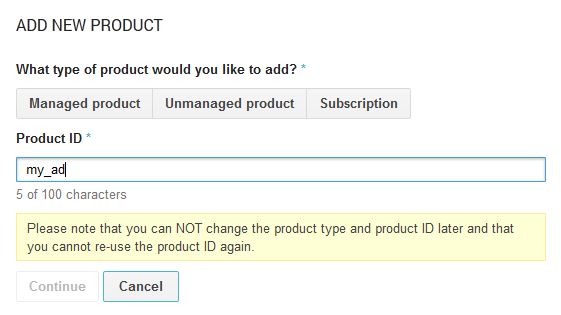 ADD NEW PRODUCT
What type of product would you like to add? *
Managed product Unmanaged product Subscription
Product ID *
my_ad
5 of 100 characters
Please note that you can NOT change the product type and product ID later and that
you cannot re-use the product ID again.
Continue Cancel